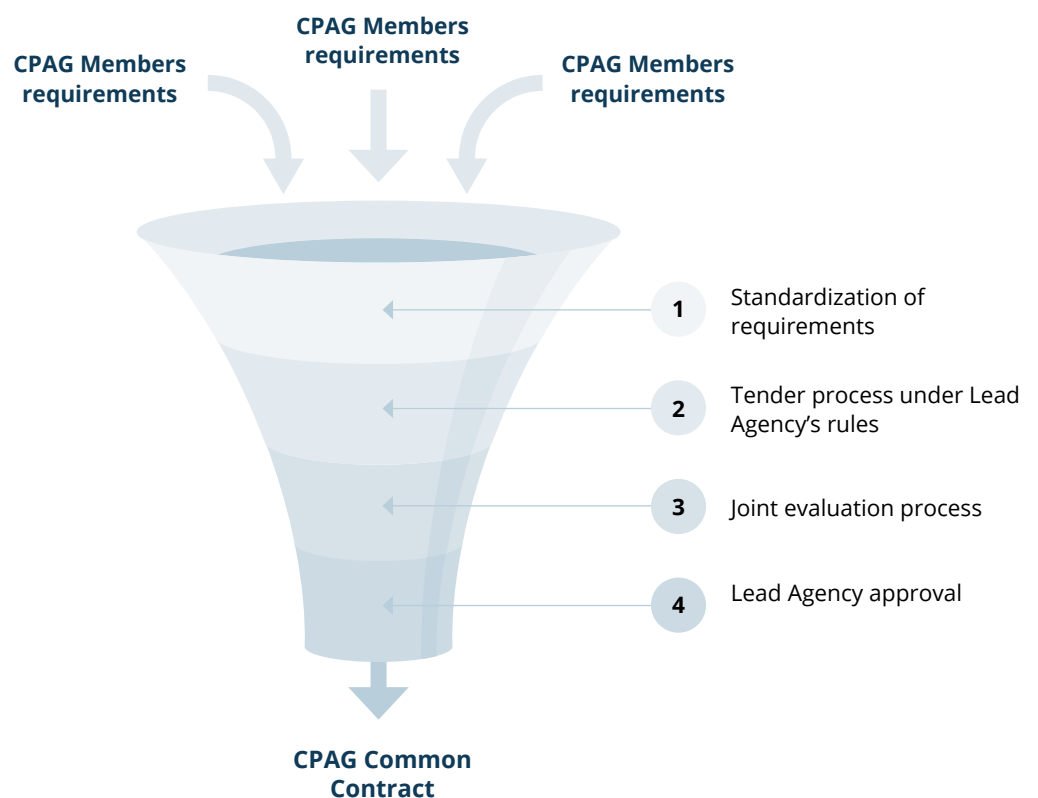 CPAG Members
requirements
CPAG Members
requirements
CPAG Members
requirements
1
Standardization of
requirements
2
Tender process under Lead
Agency’s rules
3
Joint evaluation process
4
Lead Agency approval
CPAG Common
Contract